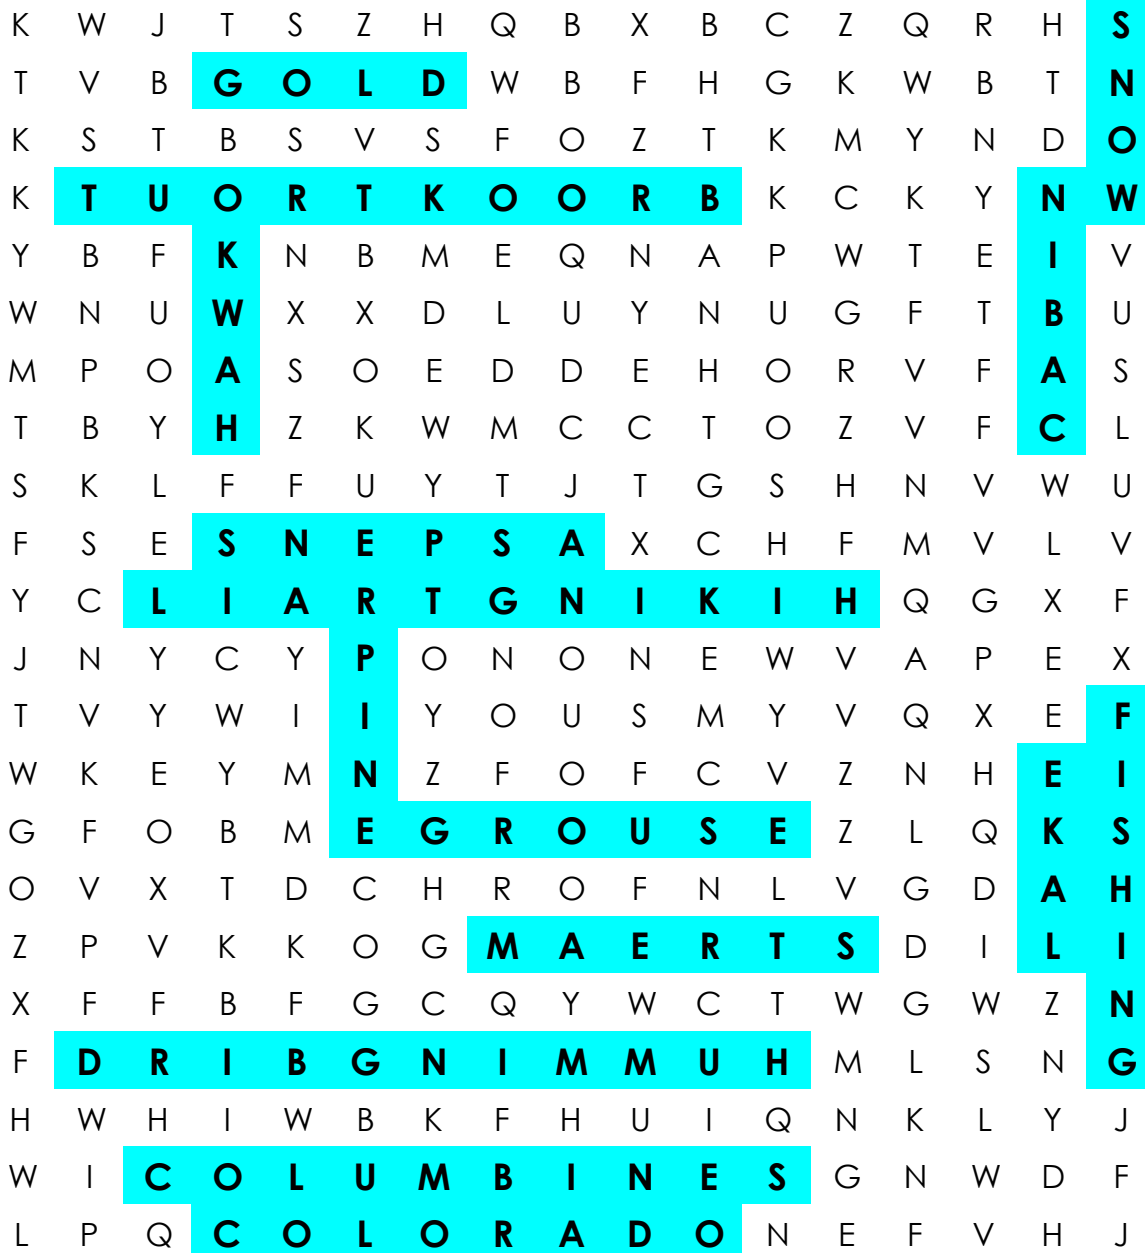 K W J T S Z H Q B X B C Z Q R H S
T V B G O L D W B F H G K W B T N
K S T B S V S F O Z T K M Y N D O
K T U O R T K O O R B K C K Y N W
Y B F K N B M E Q N A P W T E I V
W N U W X X D L U Y N U G F T B U
M P O A S O E D D E H O R V F A S
T B Y H Z K W M C C T O Z V F C L
S K L F F U Y T J T G S H N V W U
F S E S N E P S A X C H F M V L V
Y C L I A R T G N I K I H Q G X F
J N Y C Y P O N O N E W V A P E X
T V Y W I I Y O U S M Y V Q X E F
W K E Y M N Z F O F C V Z N H E I
G F O B M E G R O U S E Z L Q K S
O V X T D C H R O F N L V G D A H
Z P V K K O G M A E R T S D I L I
X F F B F G C Q Y W C T W G W Z N
F D R I B G N I M M U H M L S N G
H W H I W B K F H U I Q N K L Y J
W I C O L U M B I N E S G N W D F
L P Q C O L O R A D O N E F V H J